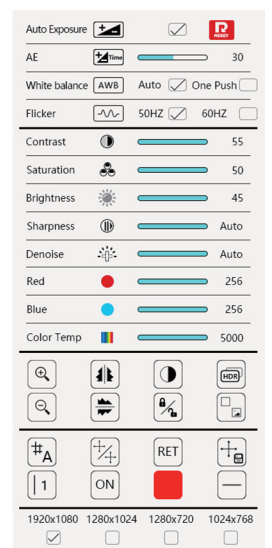 Auto Exposure RESET
AE Time 30
White balance AWB Auto One Push
Flicker 50HZ 60HZ
Contrast 55
Saturation 50
Brightness 45
Sharpness Auto
Denoise Auto
Red 256
Blue 256
Color Temp 5000
HDR
A RET
1 ON
1920x1080 1280x1024 1280x720 1024x768